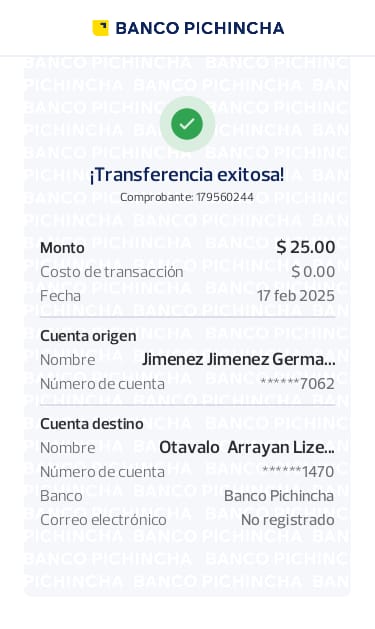 BANCO PICHINCHA
¡Transferencia exitosa!
Comprobante: 179560244
Monto $ 25.00
Costo de transacción $ 0.00
Fecha 17 feb 2025
Cuenta origen
Nombre Jimenez Jimenez Germa...
Número de cuenta ******7062
Cuenta destino
Nombre Otavalo Arrayan Lize...
Número de cuenta ******1470
Banco Banco Pichincha
Correo electrónico No registrado